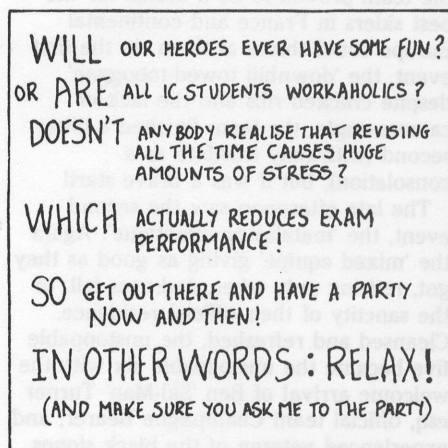 WILL OUR HEROES EVER HAVE SOME FUN?
OR ARE ALL IC STUDENTS WORKAHOLICS?
DOESN'T ANYBODY REALISE THAT REVISING
ALL THE TIME CAUSES HUGE
AMOUNTS OF STRESS?
WHICH ACTUALLY REDUCES EXAM
PERFORMANCE!
SO GET OUT THERE AND HAVE A PARTY
NOW AND THEN!
IN OTHER WORDS: RELAX!
(AND MAKE SURE YOU ASK ME TO THE PARTY)